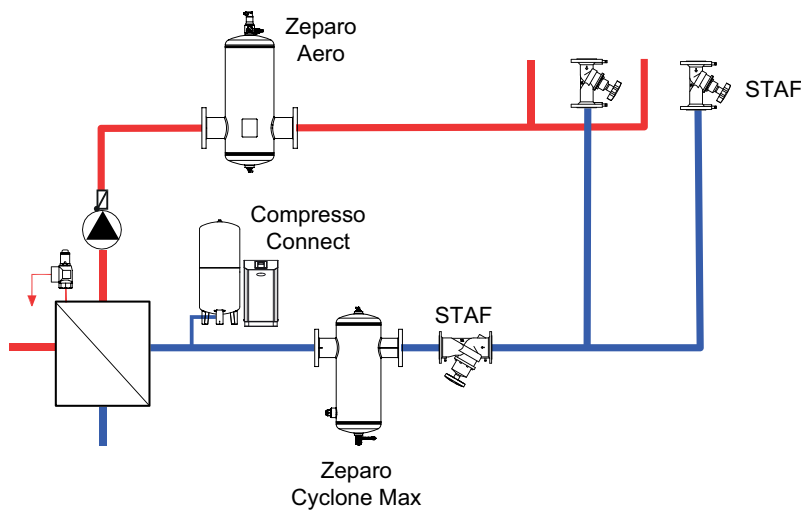 Zeparo
Aero
STAF
Compresso
Connect
STAF
Zeparo
Cyclone Max